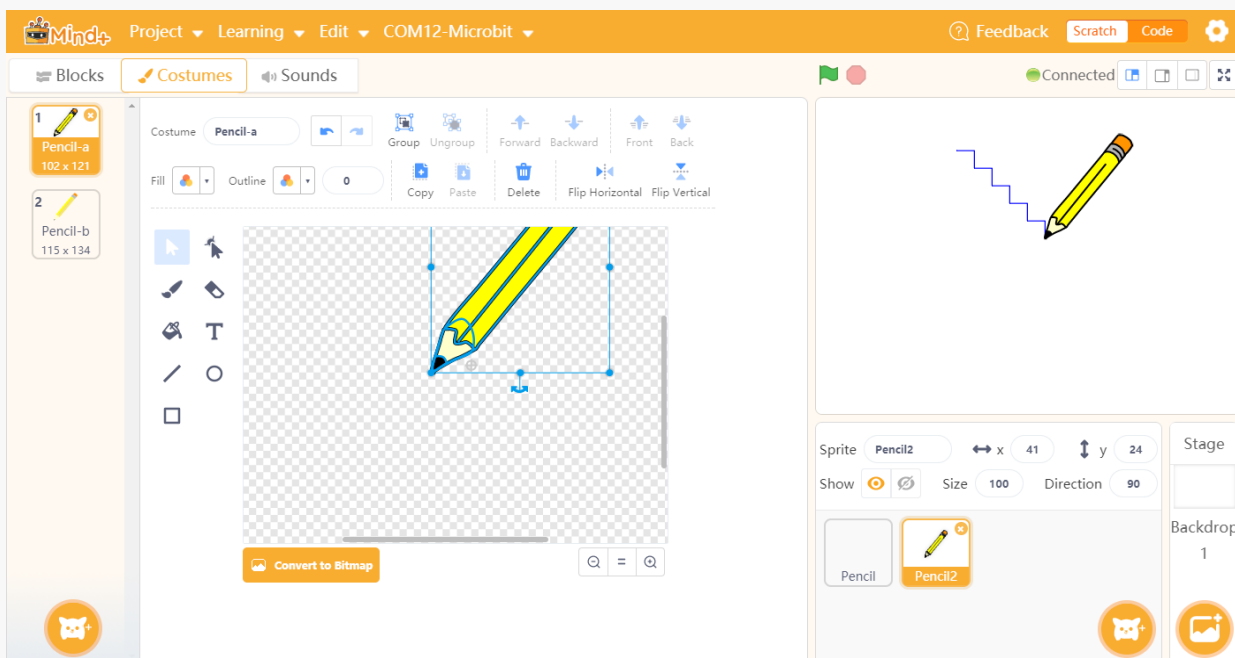 Mind+ Project Learning Edit COM12-Microbit Feedback Scratch Code
Blocks Costumes Sounds Connected
1
Pencil-a
102 x 121
2
Pencil-b
115 x 134
Costume Pencil-a
Group Ungroup Forward Backward Front Back
Fill Outline 0
Copy Paste Delete Flip Horizontal Flip Vertical
T
Convert to Bitmap
=
Sprite Pencil2 x 41 y 24
Show Size 100 Direction 90
Pencil
Pencil2
Stage
Backdrop
1